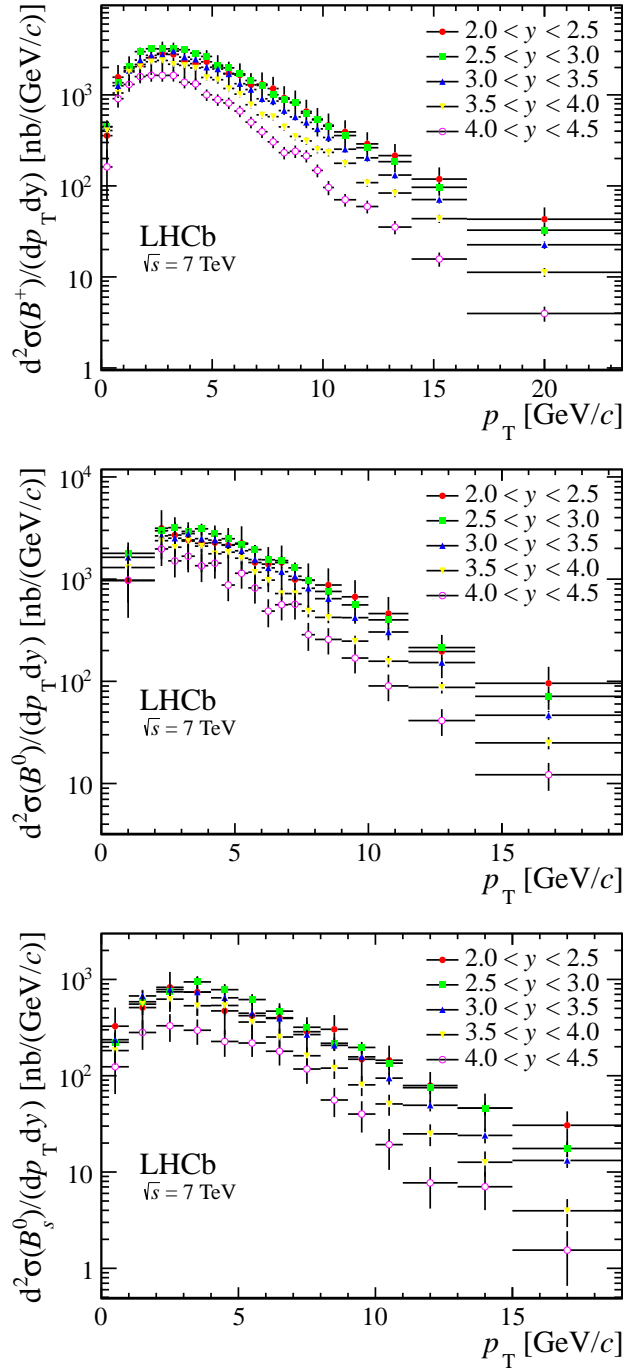 d²σ(B⁺)/(dp_T dy) [nb/(GeV/c)]
10³
10²
10
1
2.0 < y < 2.5
2.5 < y < 3.0
3.0 < y < 3.5
3.5 < y < 4.0
4.0 < y < 4.5
LHCb
√s = 7 TeV
0 5 10 15 20
p_T [GeV/c]
d²σ(B⁰)/(dp_T dy) [nb/(GeV/c)]
10⁴
10³
10²
10
2.0 < y < 2.5
2.5 < y < 3.0
3.0 < y < 3.5
3.5 < y < 4.0
4.0 < y < 4.5
LHCb
√s = 7 TeV
0 5 10 15
p_T [GeV/c]
d²σ(B_s⁰)/(dp_T dy) [nb/(GeV/c)]
10³
10²
10
1
2.0 < y < 2.5
2.5 < y < 3.0
3.0 < y < 3.5
3.5 < y < 4.0
4.0 < y < 4.5
LHCb
√s = 7 TeV
0 5 10 15
p_T [GeV/c]